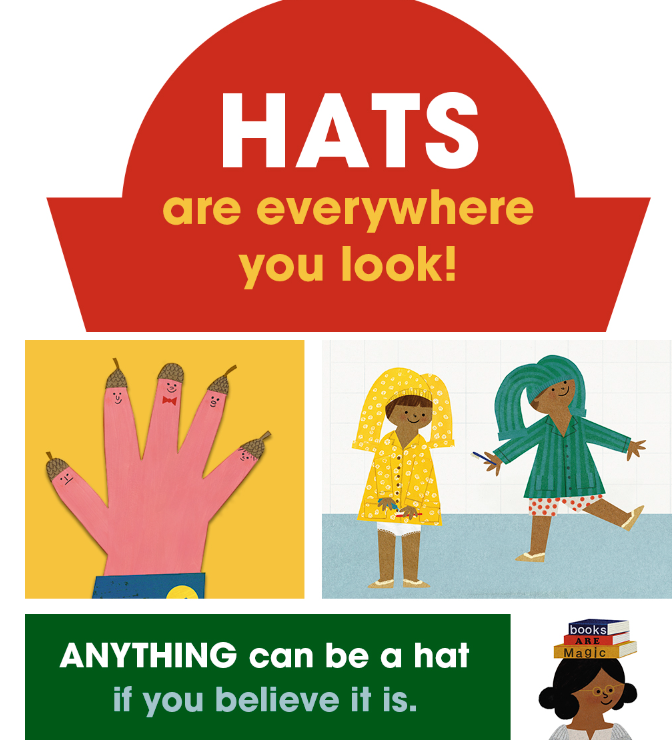 HATS
are everywhere
you look!
ANYTHING can be a hat
if you believe it is.
books
ARE
Magic